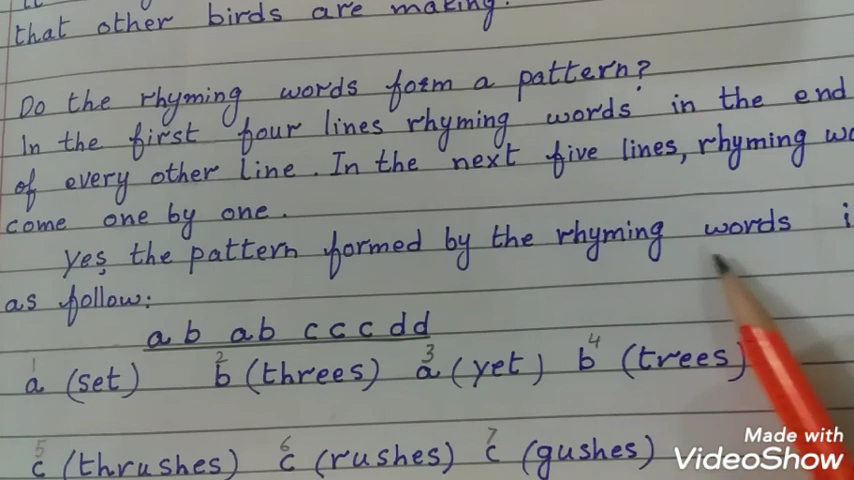 that other birds are making.
Do the rhyming words form a pattern?
In the first four lines rhyming words in the end
of every other line. In the next five lines, rhyming
come one by one.
yes the pattern formed by the rhyming words
as follow:
a b ab c c c dd
1 2 3 4
a (set) b (threes) a (yet) b (trees)
5 6 7
c (thrushes) c (rushes) c (gushes)
Made with
VideoShow